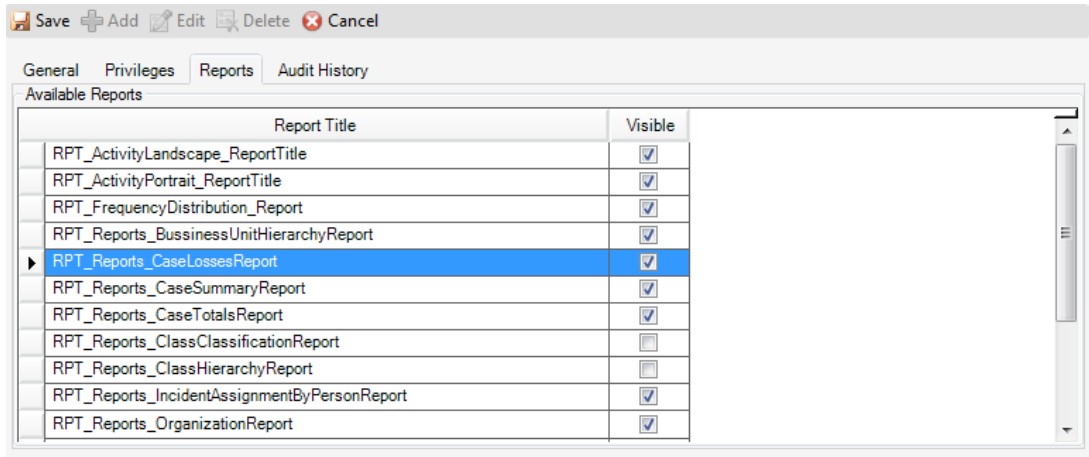 Save Add Edit Delete Cancel
General Privileges Reports Audit History
Available Reports
Report Title Visible
RPT_ActivityLandscape_ReportTitle
RPT_ActivityPortrait_ReportTitle
RPT_FrequencyDistribution_Report
RPT_Reports_BussinessUnitHierarchyReport
RPT_Reports_CaseLossesReport
RPT_Reports_CaseSummaryReport
RPT_Reports_CaseTotalsReport
RPT_Reports_ClassClassificationReport
RPT_Reports_ClassHierarchyReport
RPT_Reports_IncidentAssignmentByPersonReport
RPT_Reports_OrganizationReport